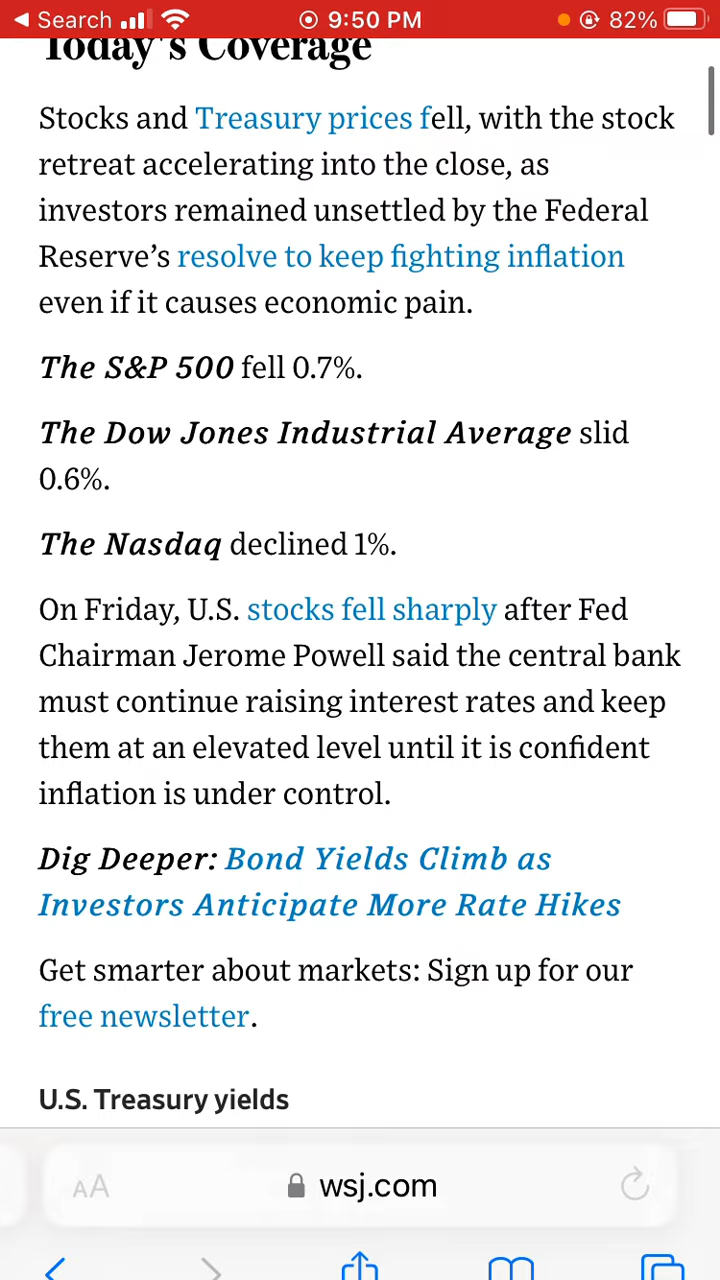 Search 9:50 PM 82%
Today's Coverage
Stocks and Treasury prices fell, with the stock
retreat accelerating into the close, as
investors remained unsettled by the Federal
Reserve’s resolve to keep fighting inflation
even if it causes economic pain.
The S&P 500 fell 0.7%.
The Dow Jones Industrial Average slid
0.6%.
The Nasdaq declined 1%.
On Friday, U.S. stocks fell sharply after Fed
Chairman Jerome Powell said the central bank
must continue raising interest rates and keep
them at an elevated level until it is confident
inflation is under control.
Dig Deeper: Bond Yields Climb as
Investors Anticipate More Rate Hikes
Get smarter about markets: Sign up for our
free newsletter.
U.S. Treasury yields
AA wsj.com